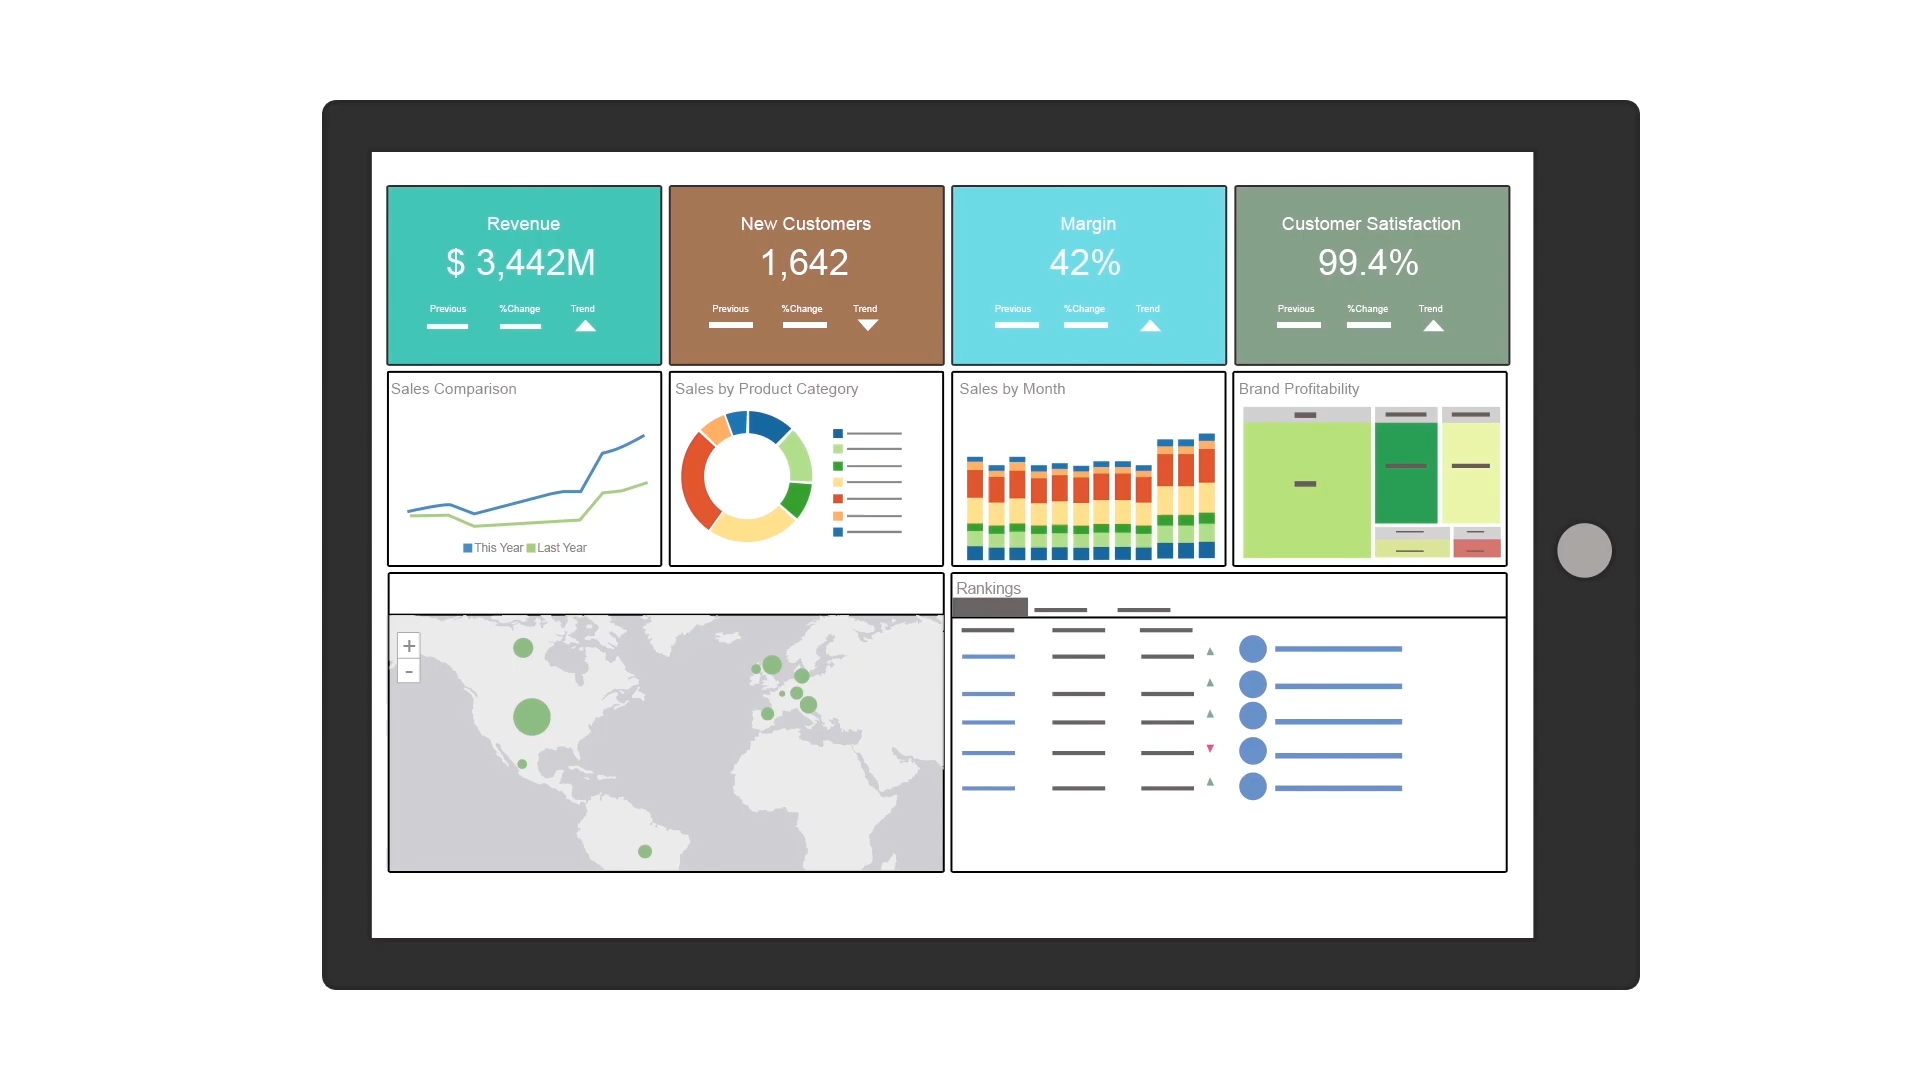 Revenue
$ 3,442M
Previous %Change Trend
New Customers
1,642
Previous %Change Trend
Margin
42%
Previous %Change Trend
Customer Satisfaction
99.4%
Previous %Change Trend
Sales Comparison
This Year Last Year
Sales by Product Category
Sales by Month
Brand Profitability
+
-
Rankings